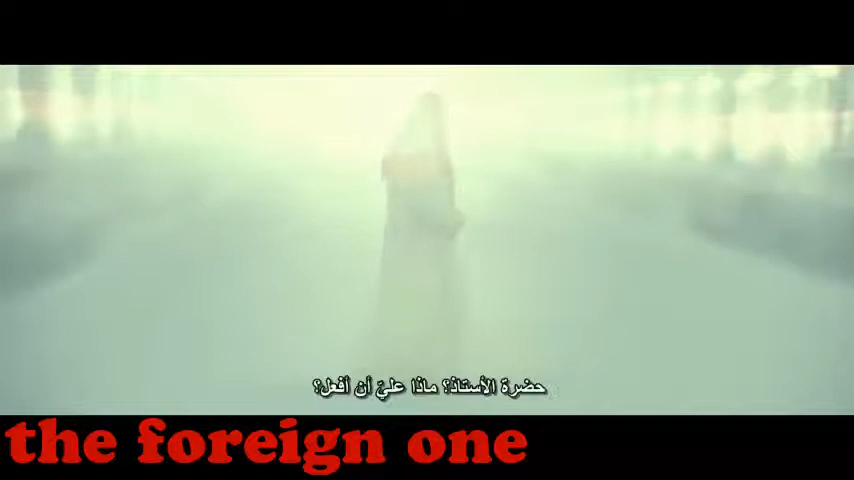 حضرة الأستاذ؟ ماذا عليّ أن أفعل؟
the foreign one